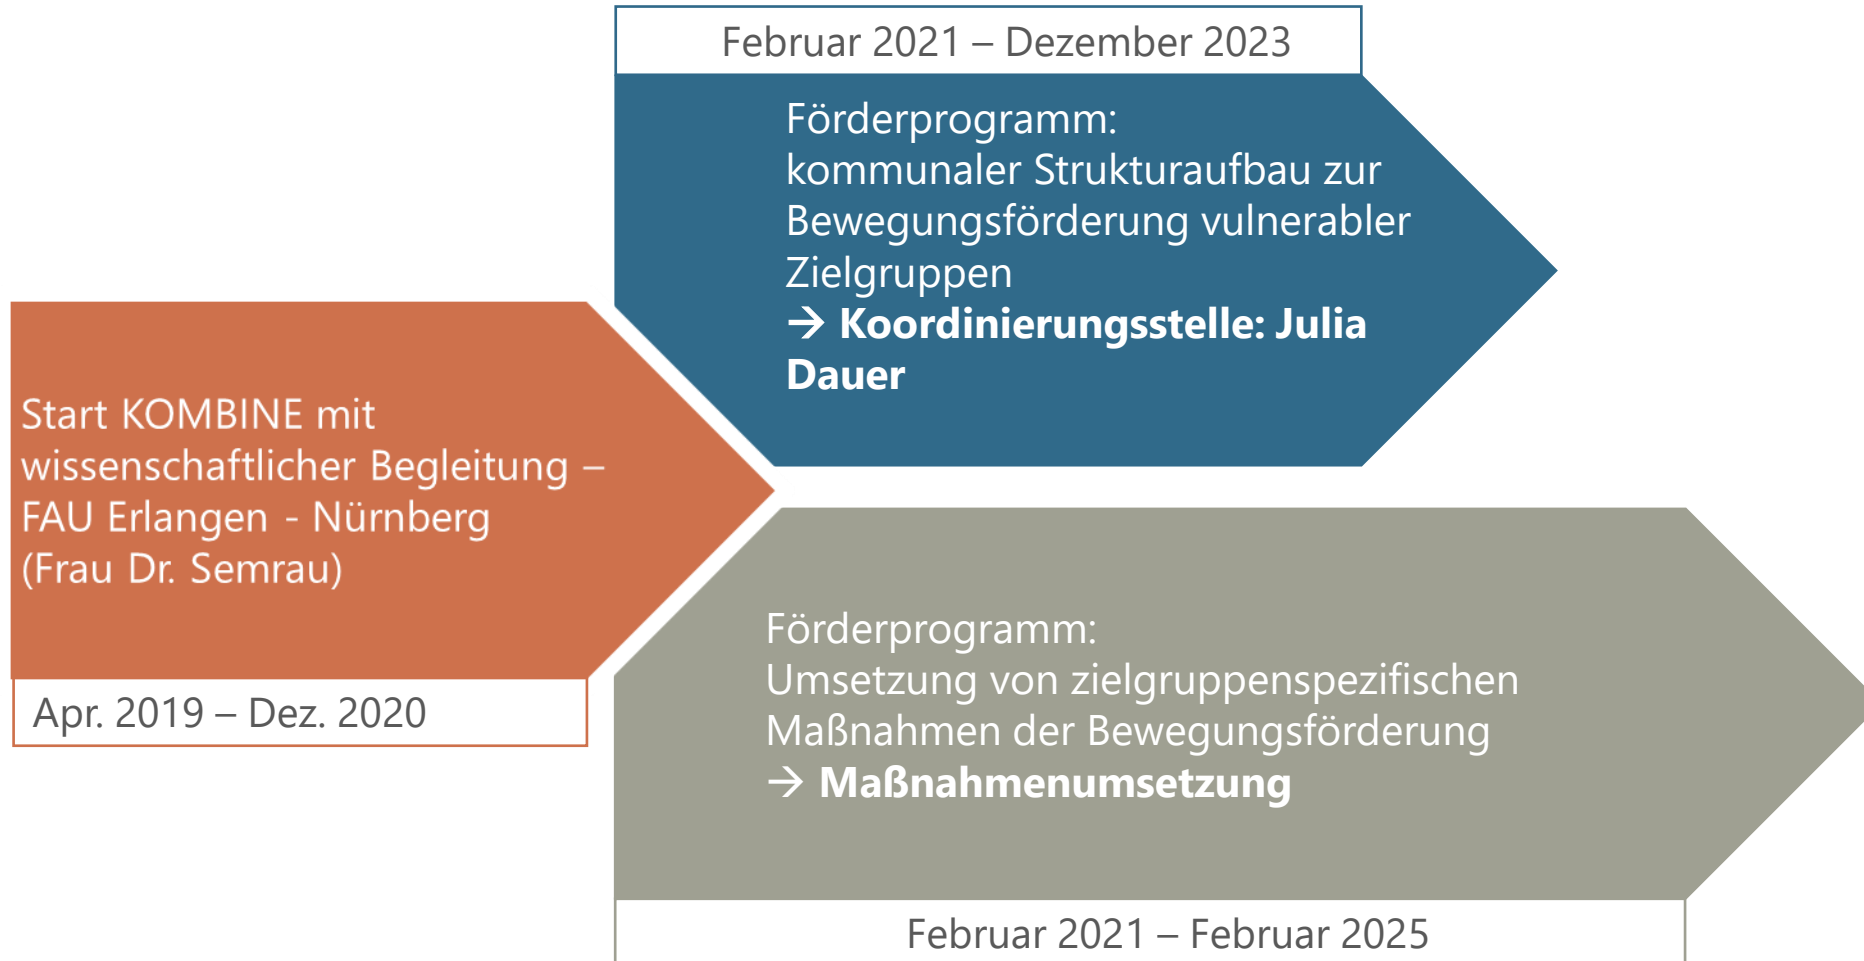 Februar 2021 – Dezember 2023
Förderprogramm:
kommunaler Strukturaufbau zur
Bewegungsförderung vulnerabler
Zielgruppen
→ Koordinierungsstelle: Julia
Dauer
Start KOMBINE mit
wissenschaftlicher Begleitung –
FAU Erlangen - Nürnberg
(Frau Dr. Semrau)
Apr. 2019 – Dez. 2020
Förderprogramm:
Umsetzung von zielgruppenspezifischen
Maßnahmen der Bewegungsförderung
→ Maßnahmenumsetzung
Februar 2021 – Februar 2025